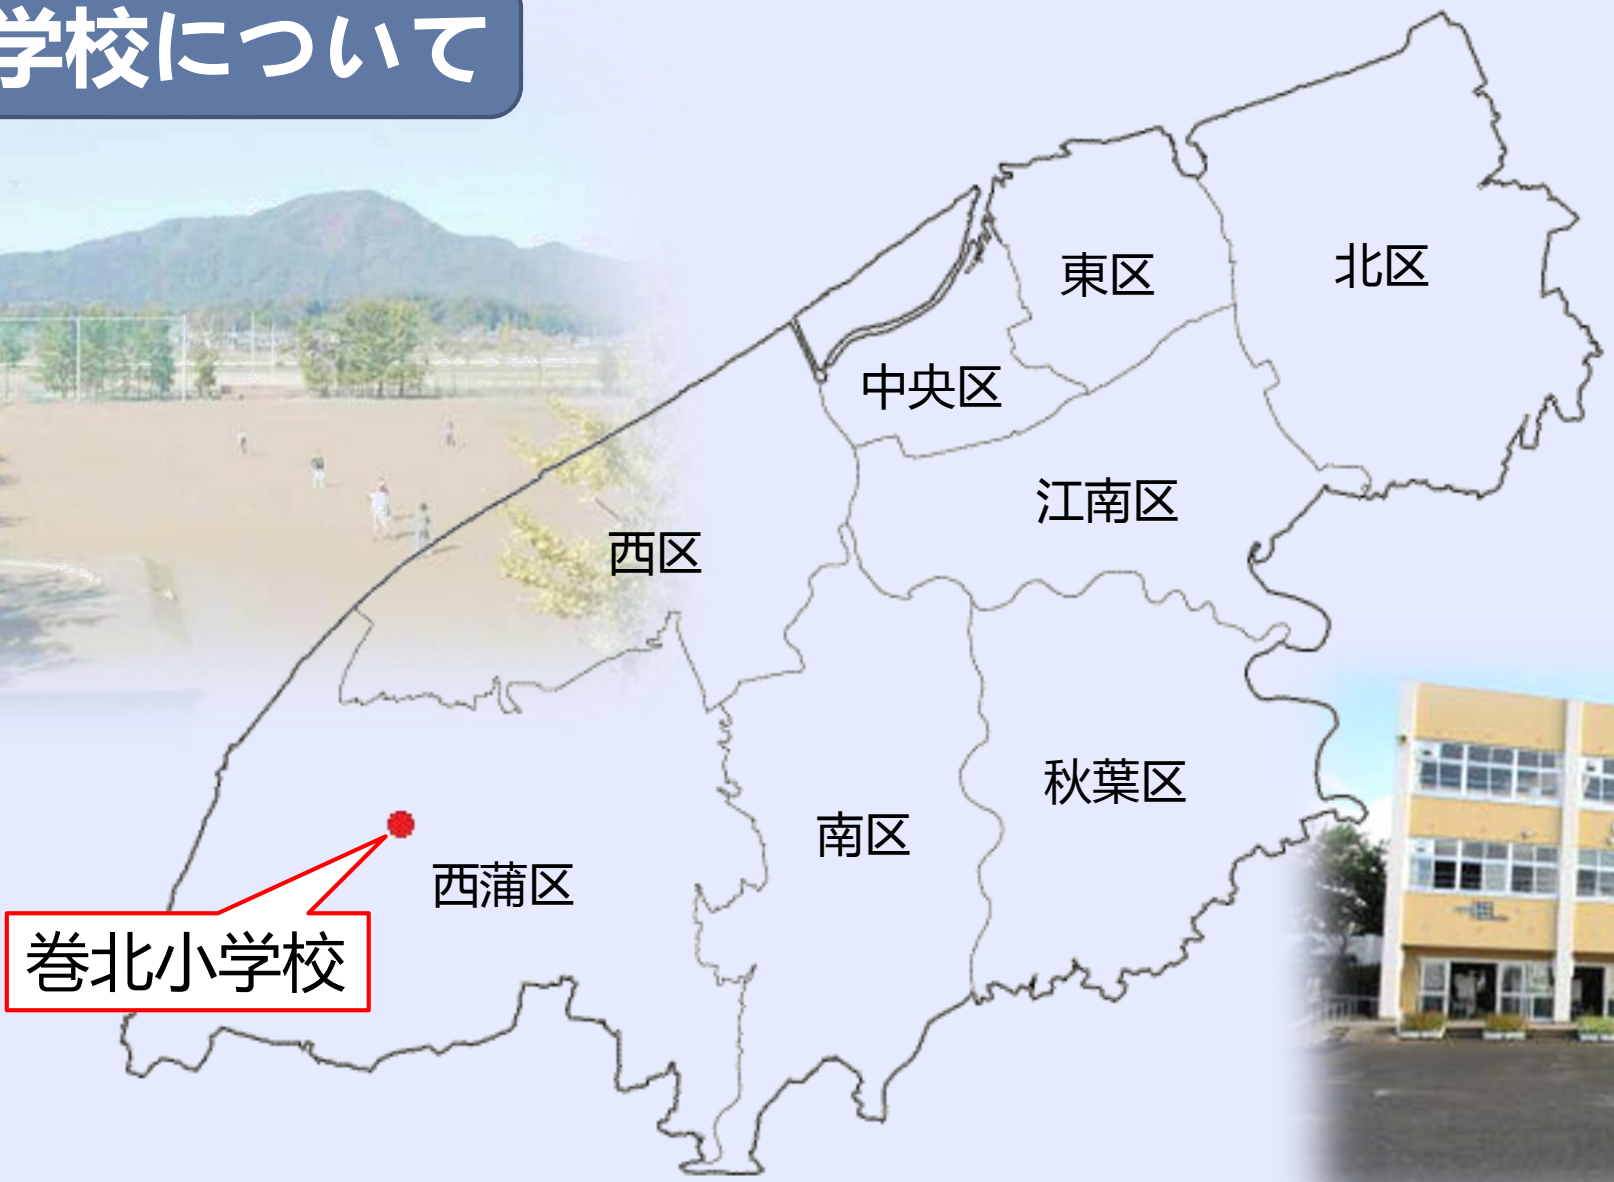 学校について
東区
北区
中央区
江南区
西区
秋葉区
南区
西蒲区
巻北小学校